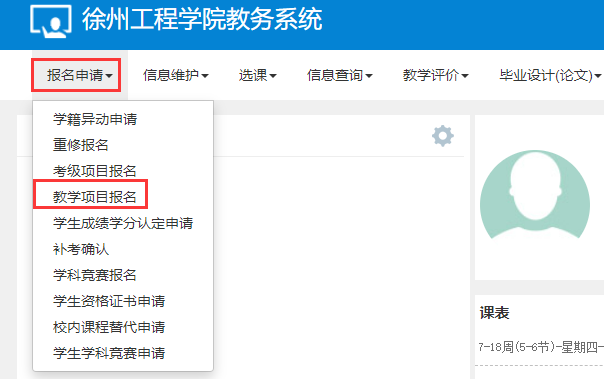 徐州工程学院教务系统
报名申请 信息维护 选课 信息查询 教学评价 毕业设计(论文)
学籍异动申请
重修报名
考级项目报名
教学项目报名
学生成绩学分认定申请
补考确认
学科竞赛报名
学生资格证书申请
校内课程替代申请
学生学科竞赛申请
课表
7-18周(5-6节)-星期四-